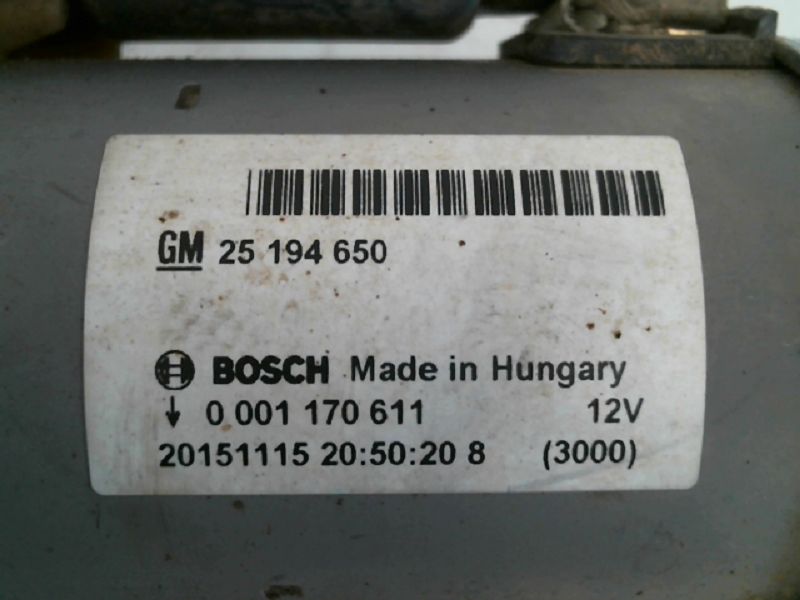 GM 25 194 650
BOSCH Made in Hungary
↓ 0 001 170 611 12V
20151115 20:50:20 8 (3000)